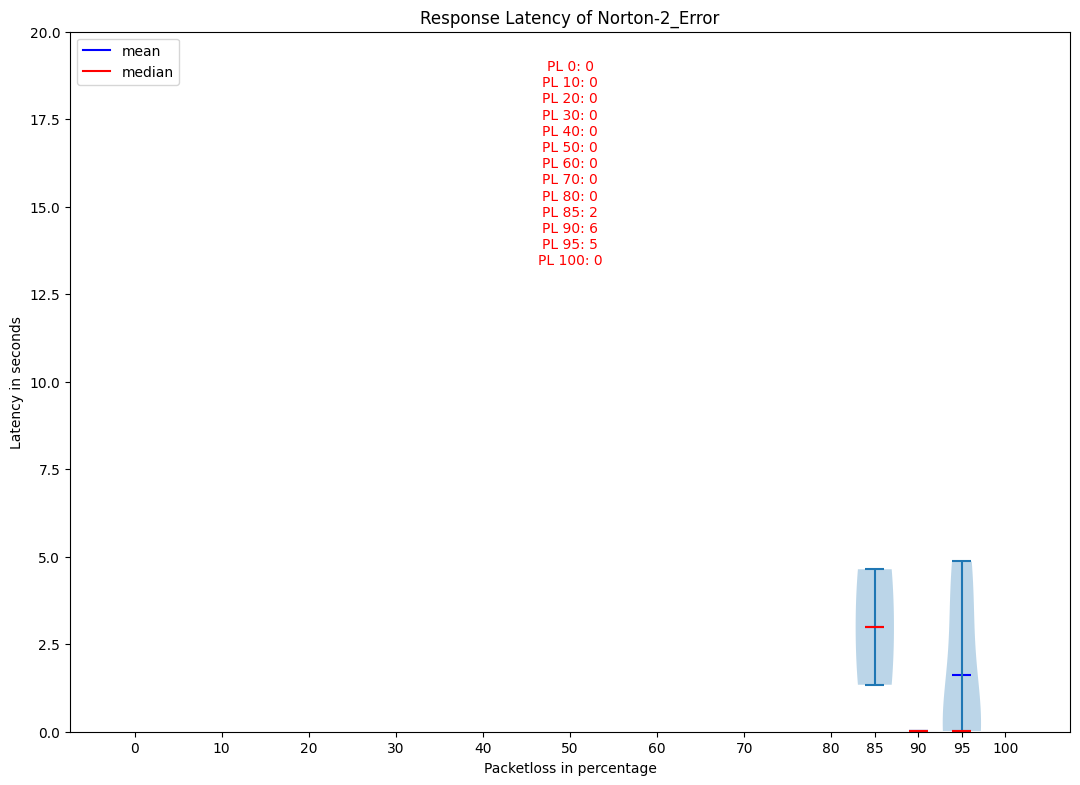 Response Latency of Norton-2_Error
20.0
17.5
15.0
12.5
10.0
7.5
5.0
2.5
0.0
Latency in seconds
mean
median
PL 0: 0
PL 10: 0
PL 20: 0
PL 30: 0
PL 40: 0
PL 50: 0
PL 60: 0
PL 70: 0
PL 80: 0
PL 85: 2
PL 90: 6
PL 95: 5
PL 100: 0
0 10 20 30 40 50 60 70 80 85 90 95 100
Packetloss in percentage